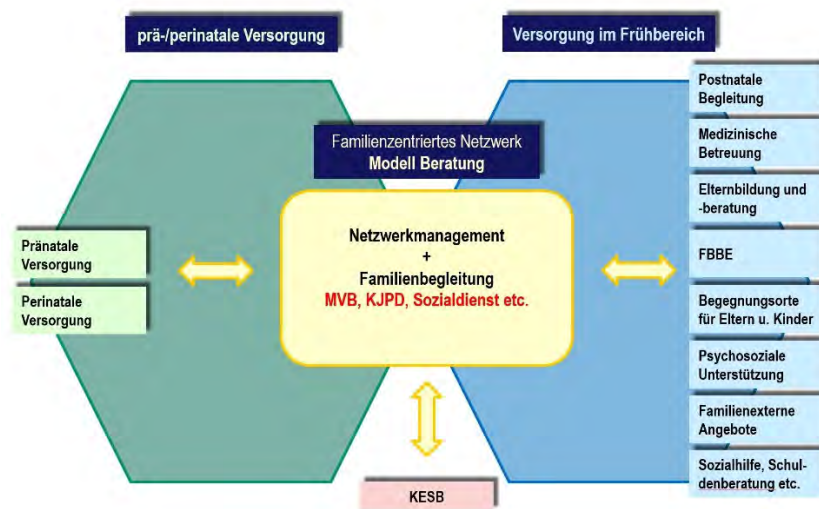 prä-/perinatale Versorgung
Versorgung im Frühbereich
Familienzentriertes Netzwerk
Modell Beratung
Netzwerkmanagement
+
Familienbegleitung
MVB, KJPD, Sozialdienst etc.
Pränatale
Versorgung
Perinatale
Versorgung
KESB
Postnatale
Begleitung
Medizinische
Betreuung
Elternbildung und
-beratung
FBBE
Begegnungsorte
für Eltern u. Kinder
Psychosoziale
Unterstützung
Familienexterne
Angebote
Sozialhilfe, Schul-
denberatung etc.